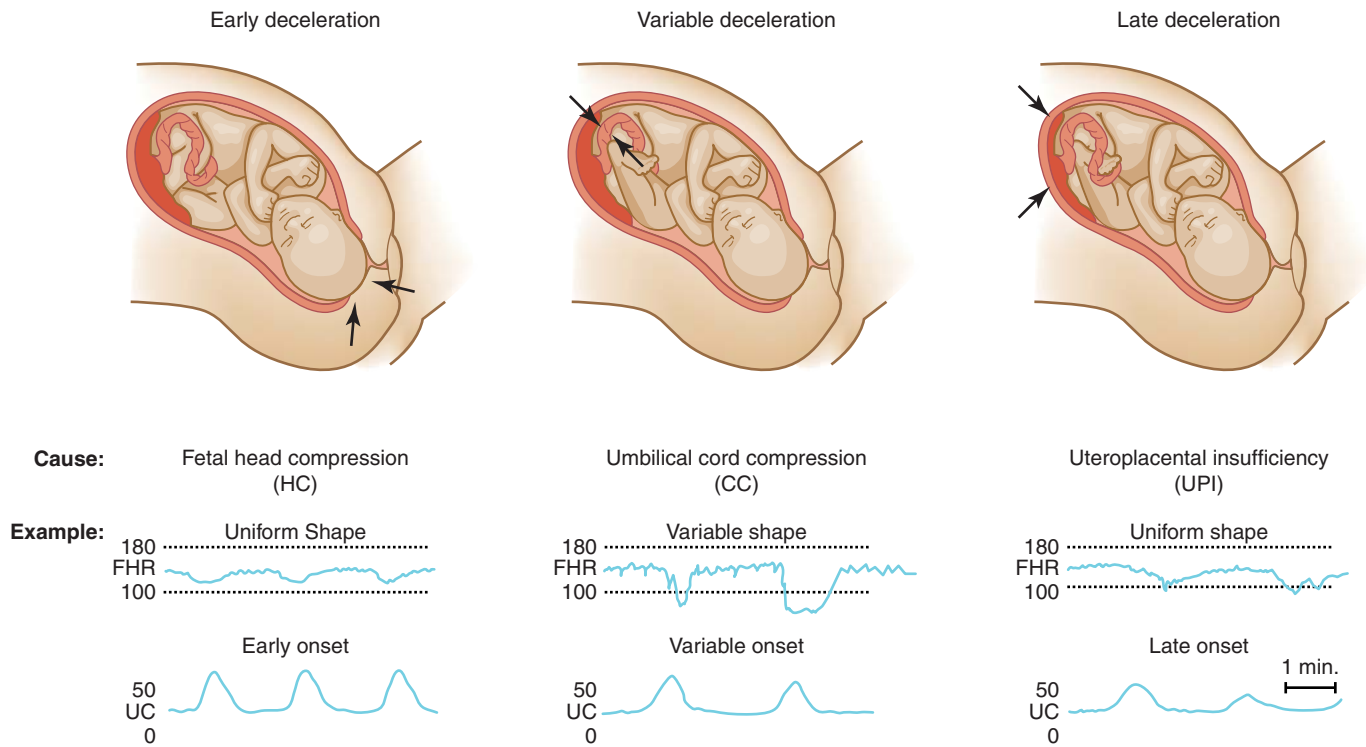 Early deceleration
Variable deceleration
Late deceleration
Cause:
Fetal head compression
(HC)
Umbilical cord compression
(CC)
Uteroplacental insufficiency
(UPI)
Example:
Uniform Shape
180
FHR
100
Variable shape
180
FHR
100
Uniform shape
180
FHR
100
Early onset
50
UC
0
Variable onset
50
UC
0
Late onset
1 min.
50
UC
0